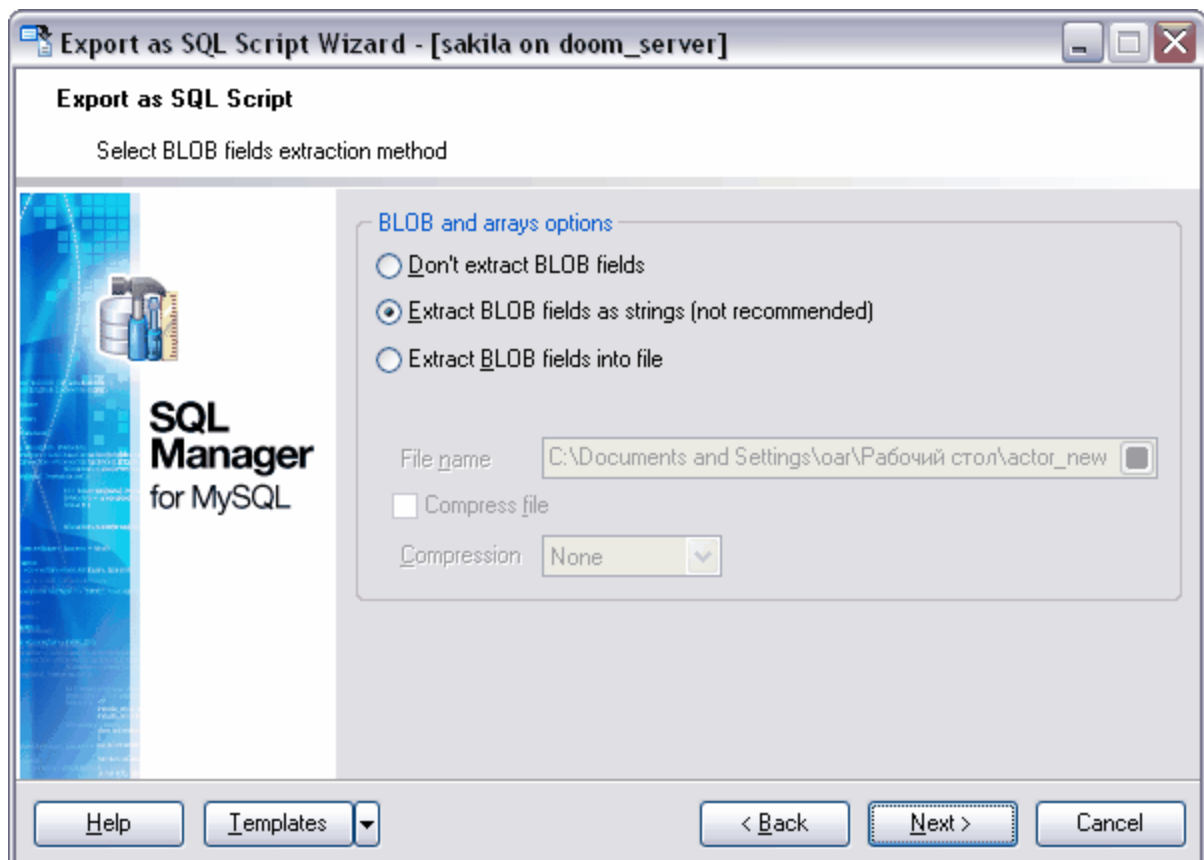 Export as SQL Script Wizard - [sakila on doom_server]
Export as SQL Script
Select BLOB fields extraction method
SQL
Manager
for MySQL
BLOB and arrays options
Don't extract BLOB fields
Extract BLOB fields as strings (not recommended)
Extract BLOB fields into file
File name C:\Documents and Settings\oar\Рабочий стол\actor_new
Compress file
Compression None
Help Templates < Back Next > Cancel